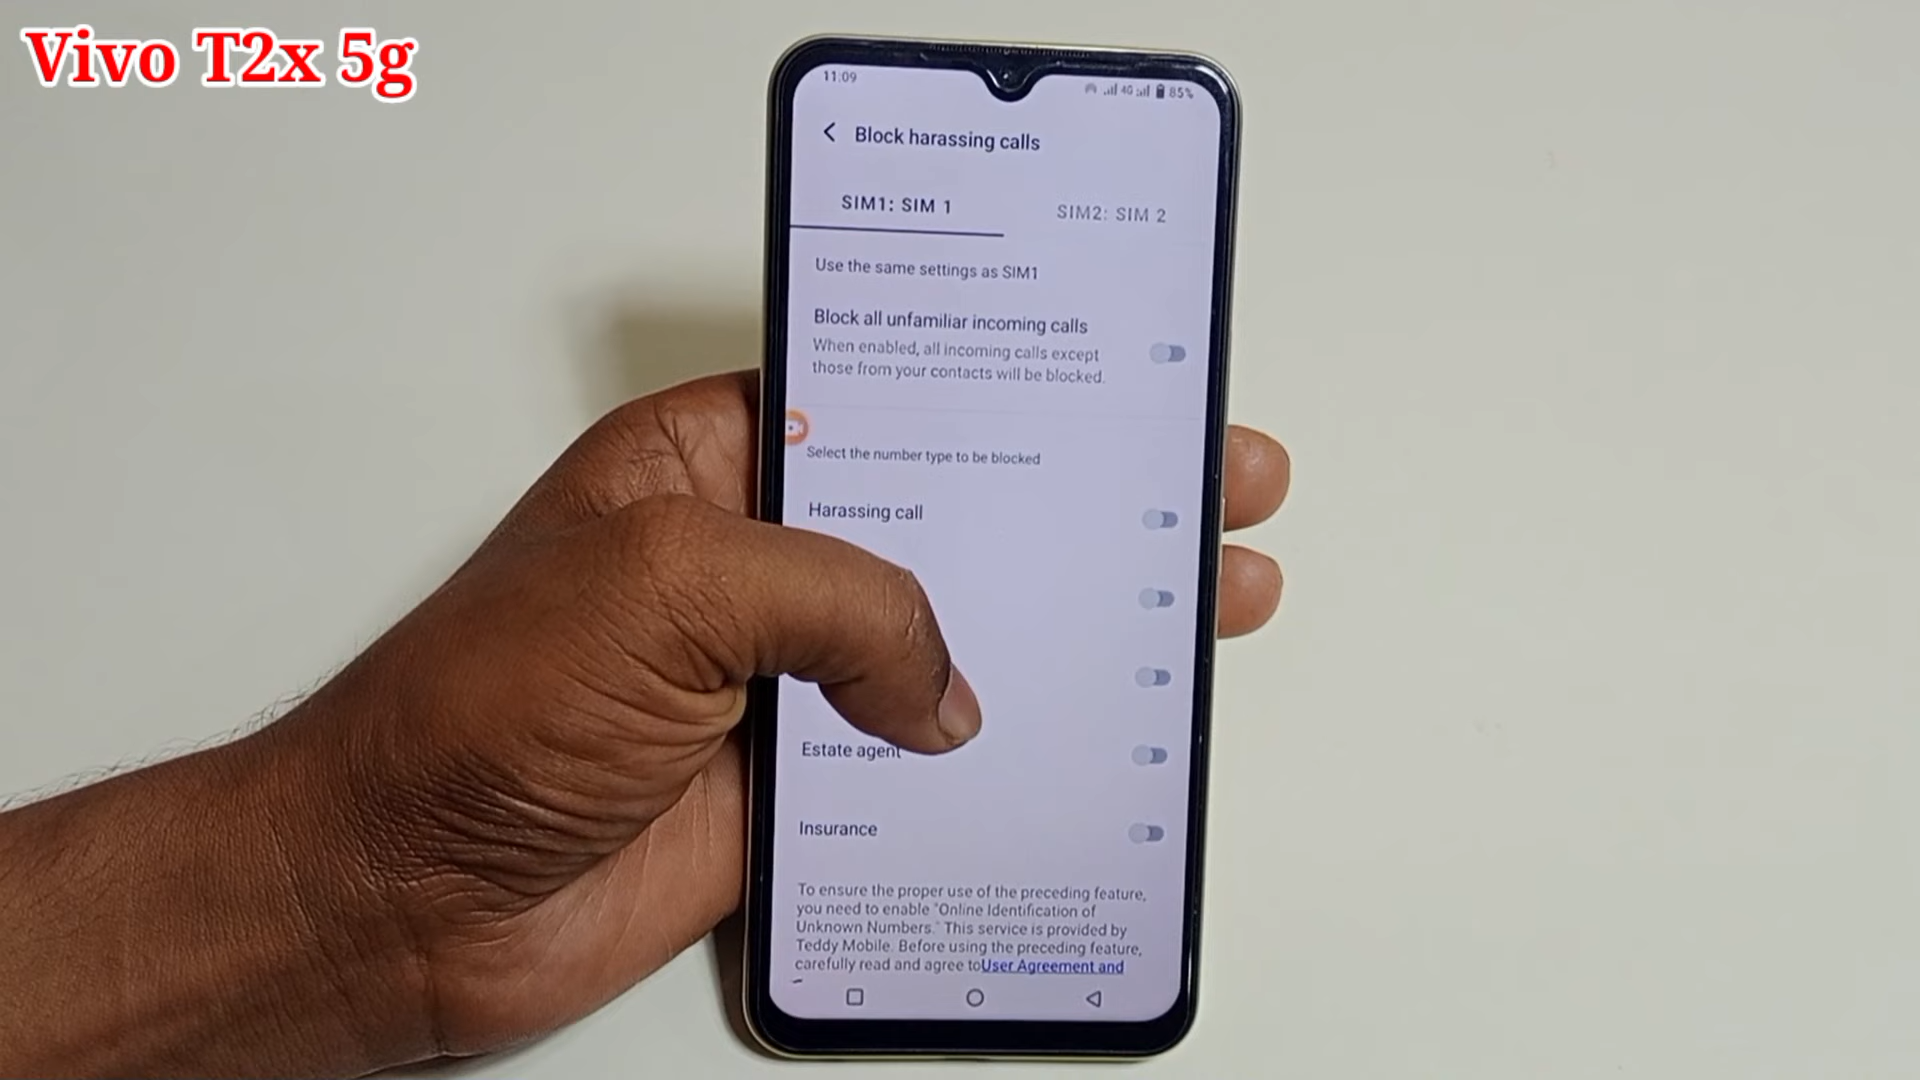 Vivo T2x 5g
11:09
4G 85%
Block harassing calls
SIM1: SIM 1
SIM2: SIM 2
Use the same settings as SIM1
Block all unfamiliar incoming calls
When enabled, all incoming calls except
those from your contacts will be blocked.
Select the number type to be blocked
Harassing call
Estate agent
Insurance
To ensure the proper use of the preceding feature,
you need to enable "Online Identification of
Unknown Numbers." This service is provided by
Teddy Mobile. Before using the preceding feature,
carefully read and agree toUser Agreement and